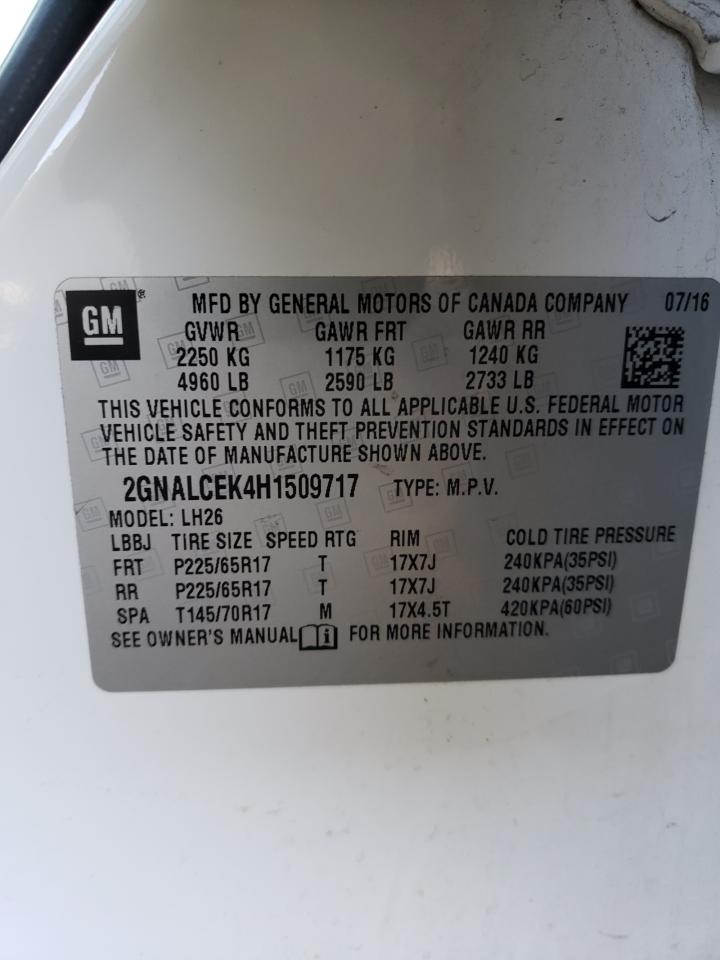 GM ® MFD BY GENERAL MOTORS OF CANADA COMPANY 07/16
GVWR GAWR FRT GAWR RR
2250 KG 1175 KG 1240 KG
4960 LB 2590 LB 2733 LB
THIS VEHICLE CONFORMS TO ALL APPLICABLE U.S. FEDERAL MOTOR
VEHICLE SAFETY AND THEFT PREVENTION STANDARDS IN EFFECT ON
THE DATE OF MANUFACTURE SHOWN ABOVE.
2GNALCEK4H1509717 TYPE: M.P.V.
MODEL: LH26
LBBJ TIRE SIZE SPEED RTG RIM COLD TIRE PRESSURE
FRT P225/65R17 T 17X7J 240KPA(35PSI)
RR P225/65R17 T 17X7J 240KPA(35PSI)
SPA T145/70R17 M 17X4.5T 420KPA(60PSI)
SEE OWNER'S MANUAL i FOR MORE INFORMATION.